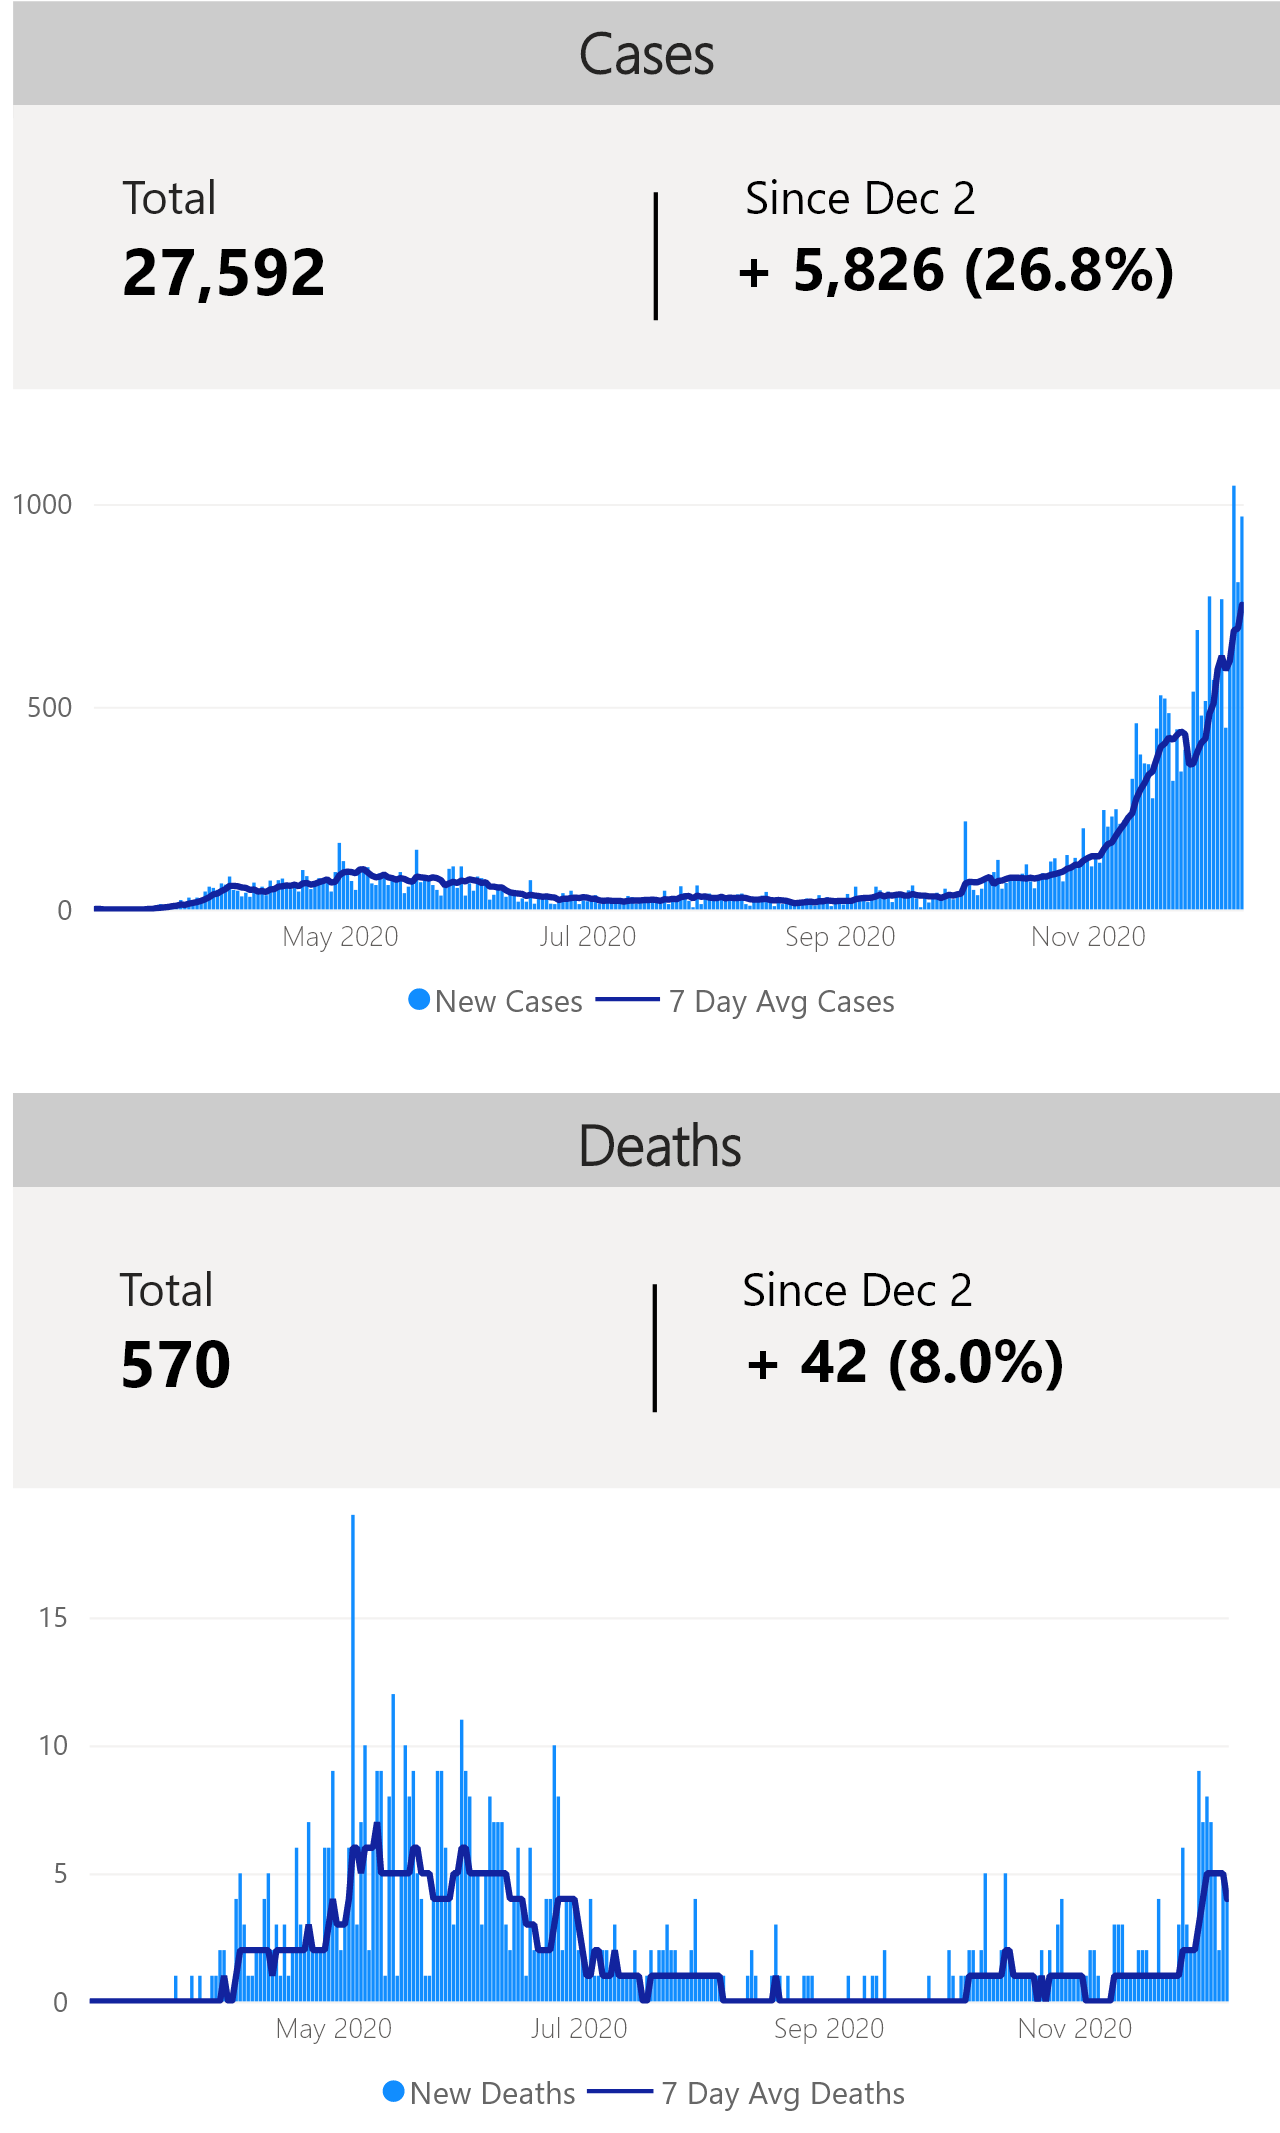 Cases
Total
Since Dec 2
27,592
+ 5,826 (26.8%)
1000
500
0
May 2020 Jul 2020 Sep 2020 Nov 2020
New Cases 7 Day Avg Cases
Deaths
Total
Since Dec 2
570
+ 42 (8.0%)
15
10
5
0
May 2020 Jul 2020 Sep 2020 Nov 2020
New Deaths 7 Day Avg Deaths